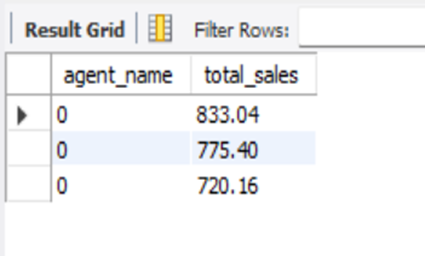 Result Grid Filter Rows:
agent_name total_sales
0 833.04
0 775.40
0 720.16